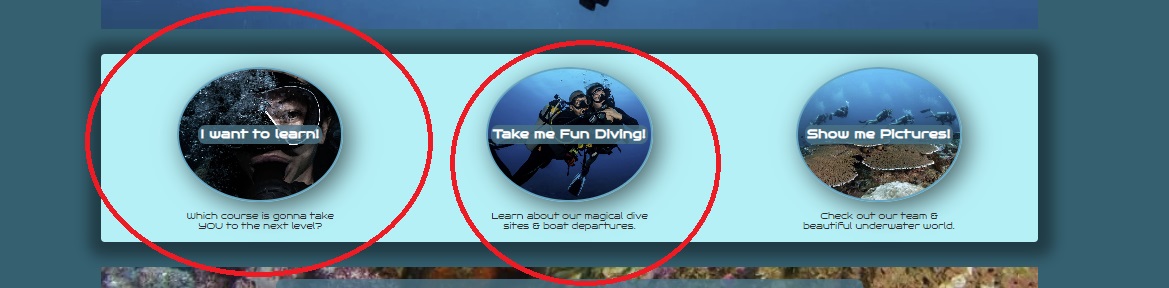 I want to learn!
Which course is gonna take
YOU to the next level?
Take me Fun Diving!
Learn about our magical dive
sites & boat departures.
Show me Pictures!
Check out our team &
beautiful underwater world.